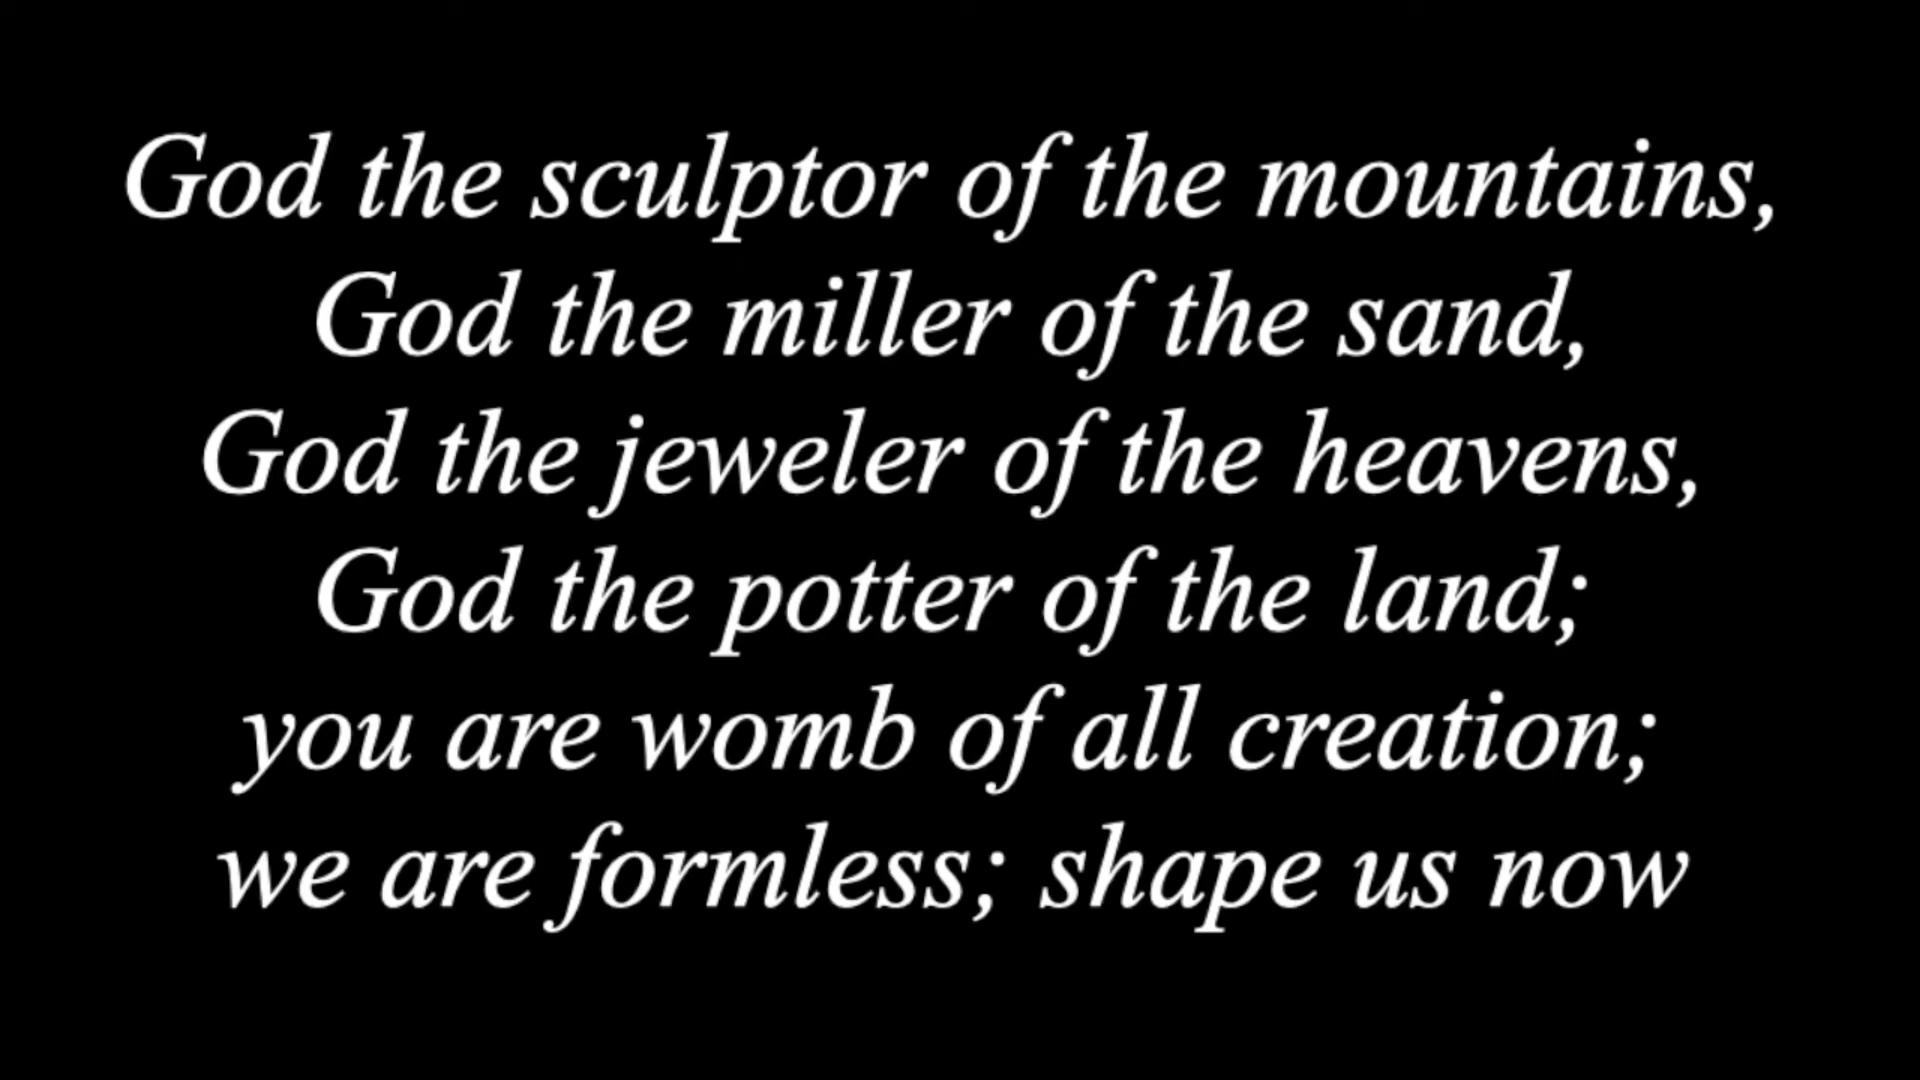 God the sculptor of the mountains,
God the miller of the sand,
God the jeweler of the heavens,
God the potter of the land;
you are womb of all creation;
we are formless; shape us now